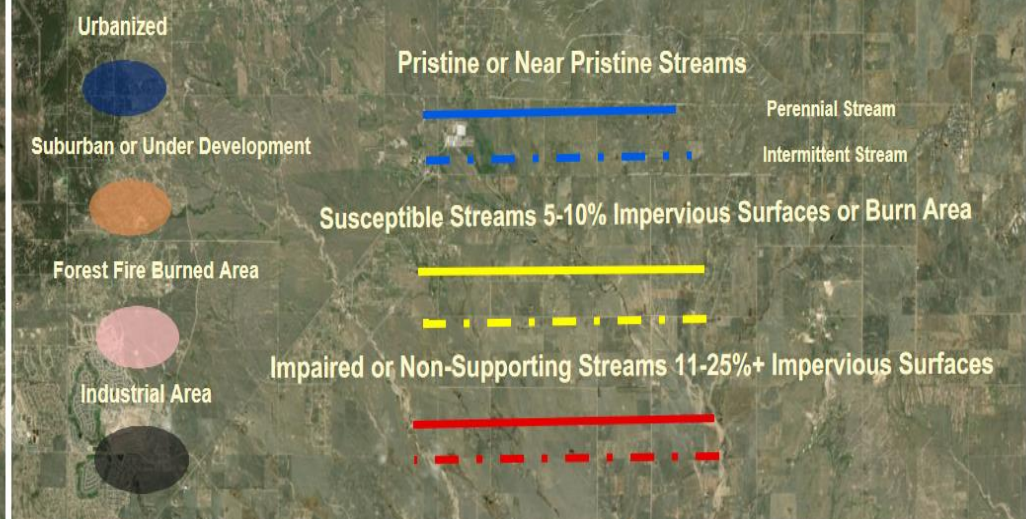 Urbanized
Suburban or Under Development
Forest Fire Burned Area
Industrial Area
Pristine or Near Pristine Streams
Perennial Stream
Intermittent Stream
Susceptible Streams 5-10% Impervious Surfaces or Burn Area
Impaired or Non-Supporting Streams 11-25%+ Impervious Surfaces